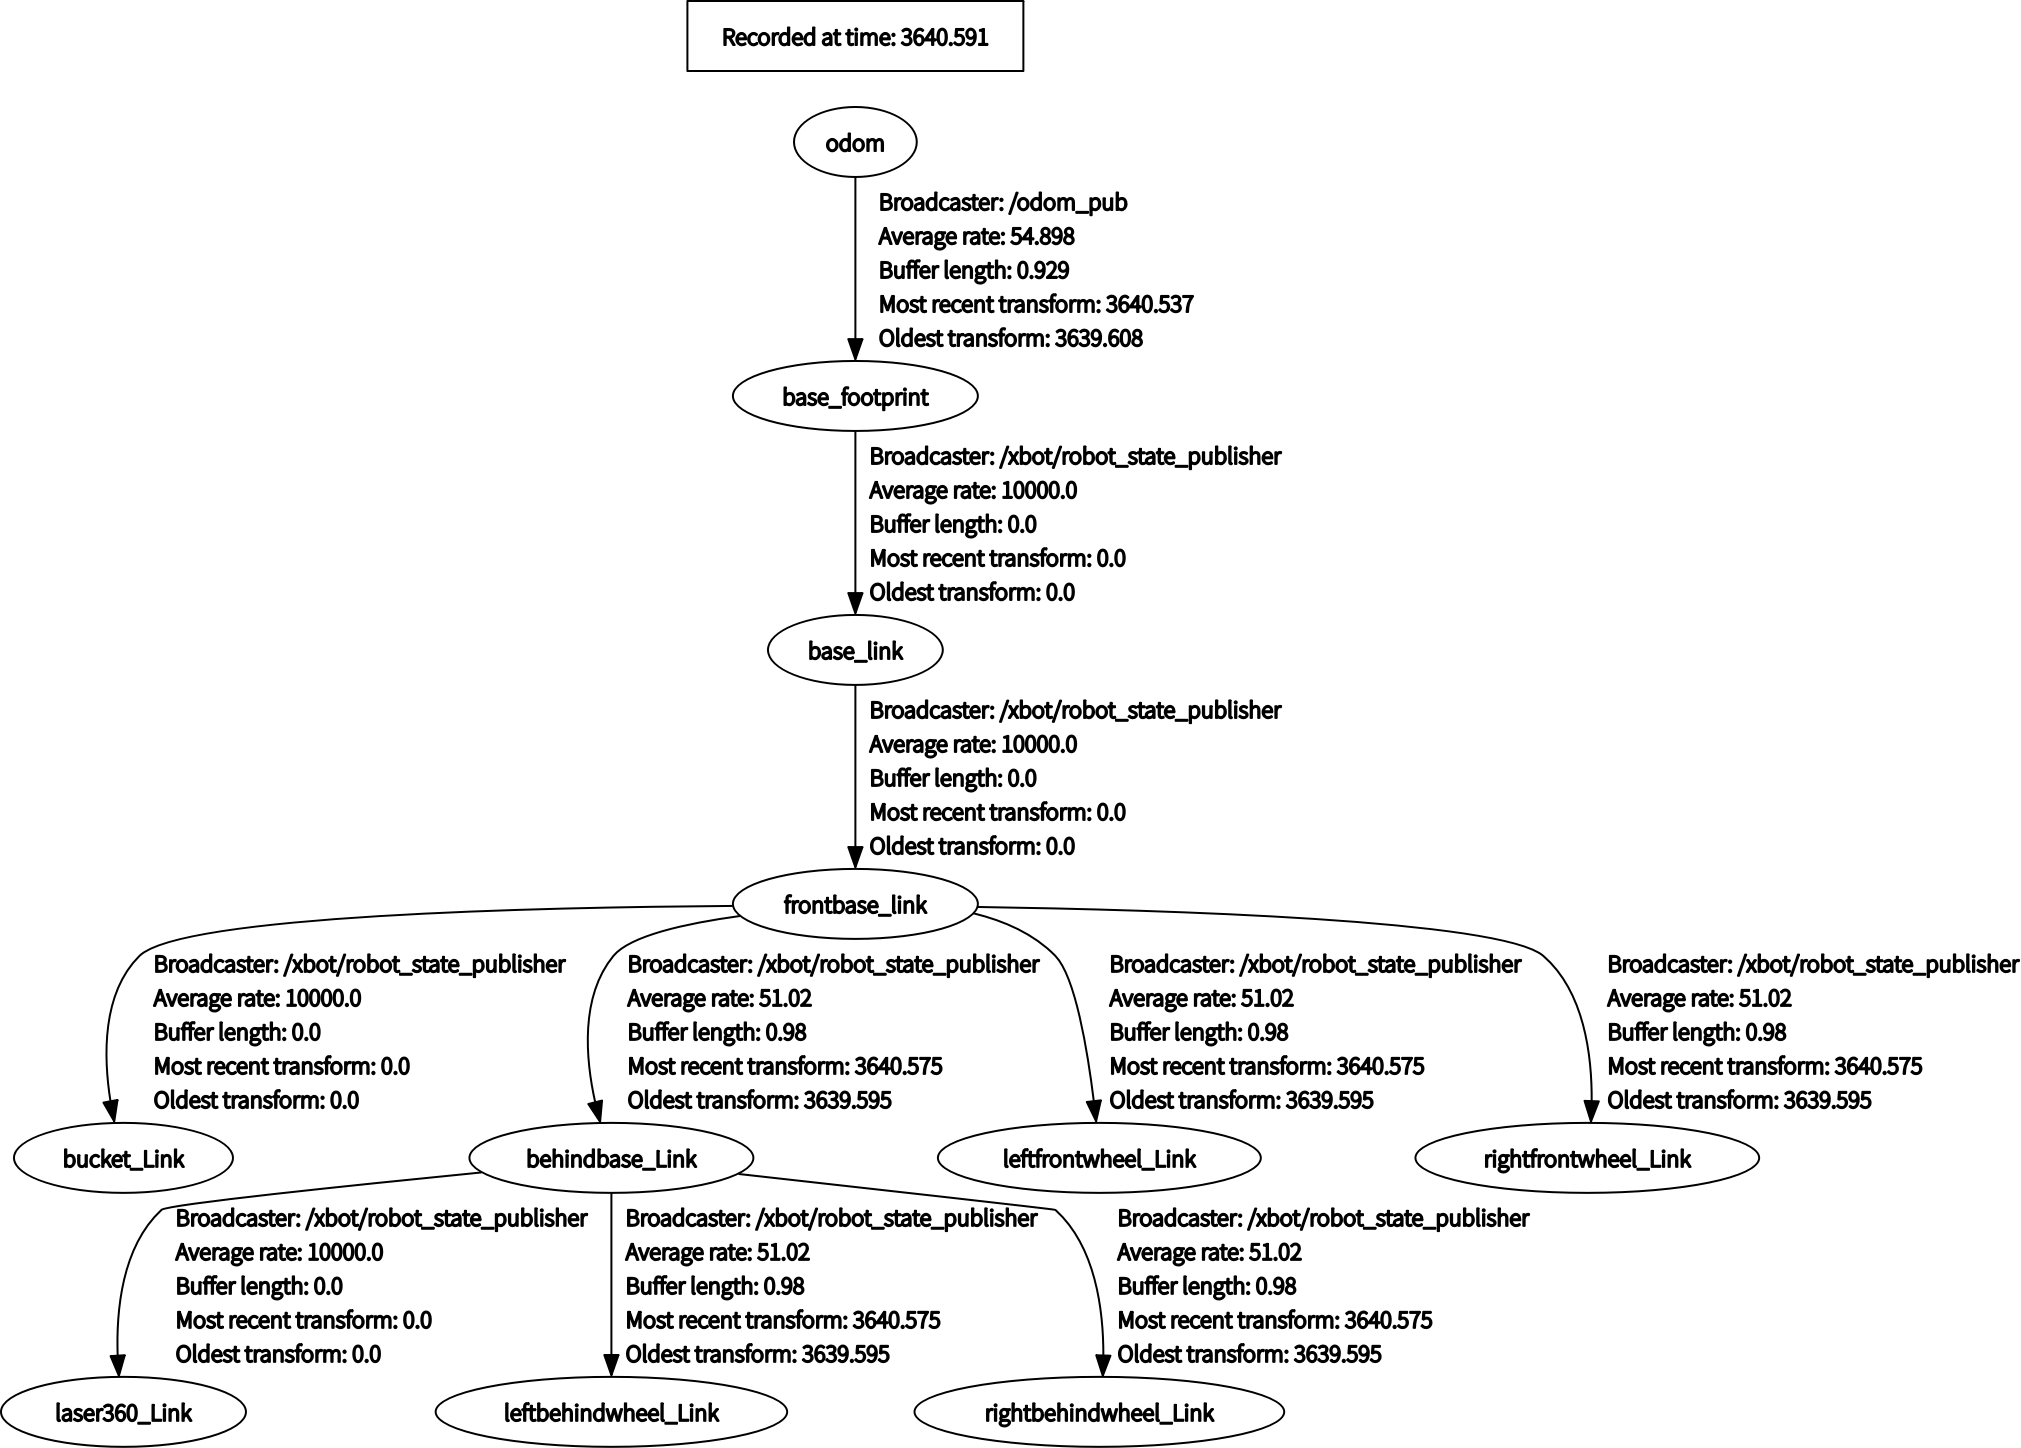 Recorded at time: 3640.591
odom
Broadcaster: /odom_pub
Average rate: 54.898
Buffer length: 0.929
Most recent transform: 3640.537
Oldest transform: 3639.608
base_footprint
Broadcaster: /xbot/robot_state_publisher
Average rate: 10000.0
Buffer length: 0.0
Most recent transform: 0.0
Oldest transform: 0.0
base_link
Broadcaster: /xbot/robot_state_publisher
Average rate: 10000.0
Buffer length: 0.0
Most recent transform: 0.0
Oldest transform: 0.0
frontbase_link
Broadcaster: /xbot/robot_state_publisher
Average rate: 10000.0
Buffer length: 0.0
Most recent transform: 0.0
Oldest transform: 0.0
Broadcaster: /xbot/robot_state_publisher
Average rate: 51.02
Buffer length: 0.98
Most recent transform: 3640.575
Oldest transform: 3639.595
Broadcaster: /xbot/robot_state_publisher
Average rate: 51.02
Buffer length: 0.98
Most recent transform: 3640.575
Oldest transform: 3639.595
Broadcaster: /xbot/robot_state_publisher
Average rate: 51.02
Buffer length: 0.98
Most recent transform: 3640.575
Oldest transform: 3639.595
bucket_Link
behindbase_Link
leftfrontwheel_Link
rightfrontwheel_Link
Broadcaster: /xbot/robot_state_publisher
Average rate: 10000.0
Buffer length: 0.0
Most recent transform: 0.0
Oldest transform: 0.0
Broadcaster: /xbot/robot_state_publisher
Average rate: 51.02
Buffer length: 0.98
Most recent transform: 3640.575
Oldest transform: 3639.595
Broadcaster: /xbot/robot_state_publisher
Average rate: 51.02
Buffer length: 0.98
Most recent transform: 3640.575
Oldest transform: 3639.595
laser360_Link
leftbehindwheel_Link
rightbehindwheel_Link